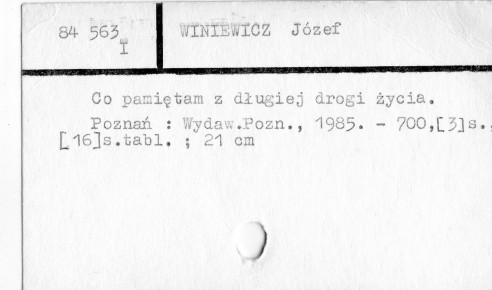 84 563 WINIEWICZ Józef
I
Co pamiętam z długiej drogi życia.
Poznań : Wydaw.Pozn., 1985. - 700,[3]s.,
[16]s.tabl. ; 21 cm